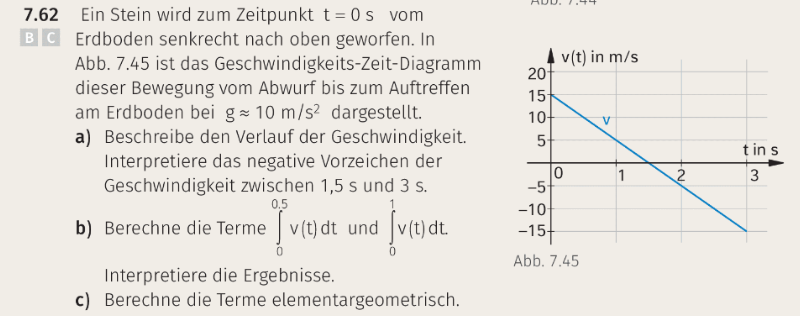 Abb. 7.44
7.62 Ein Stein wird zum Zeitpunkt t = 0 s vom
B C Erdboden senkrecht nach oben geworfen. In
Abb. 7.45 ist das Geschwindigkeits-Zeit-Diagramm
dieser Bewegung vom Abwurf bis zum Auftreffen
am Erdboden bei g ≈ 10 m/s² dargestellt.
a) Beschreibe den Verlauf der Geschwindigkeit.
Interpretiere das negative Vorzeichen der
Geschwindigkeit zwischen 1,5 s und 3 s.
b) Berechne die Terme ∫₀^0.5 v(t) dt und ∫₀^1 v(t) dt.
Interpretiere die Ergebnisse.
c) Berechne die Terme elementargeometrisch.
v(t) in m/s
20
15
10
v
5
t in s
0 1 2 3
−5
−10
−15
Abb. 7.45